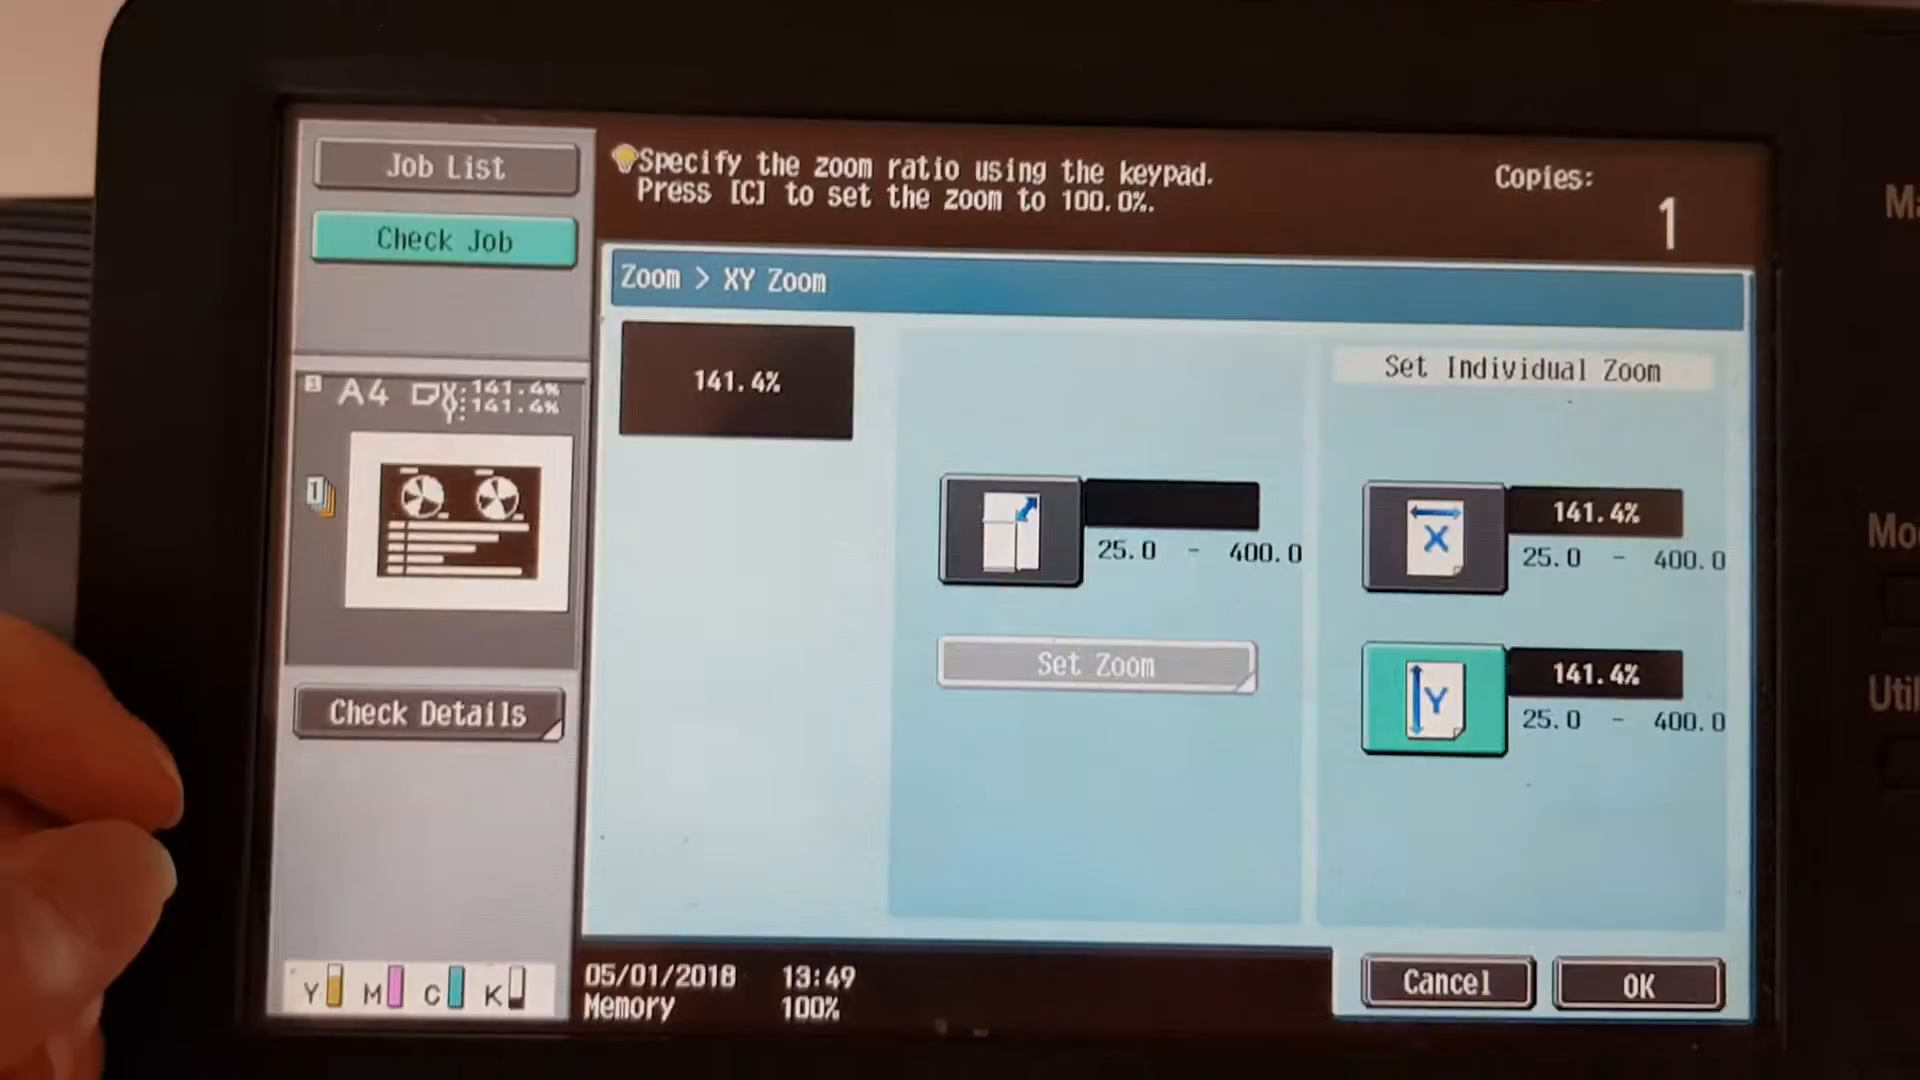 Job List
Check Job
A4 141.4%
141.4%
1
Check Details
Y M C K
Specify the zoom ratio using the keypad.
Press [C] to set the zoom to 100.0%.
Copies:
1
Zoom > XY Zoom
141.4%
25.0 - 400.0
Set Zoom
Set Individual Zoom
X 141.4%
25.0 - 400.0
Y 141.4%
25.0 - 400.0
05/01/2018 13:49
Memory 100%
Cancel OK